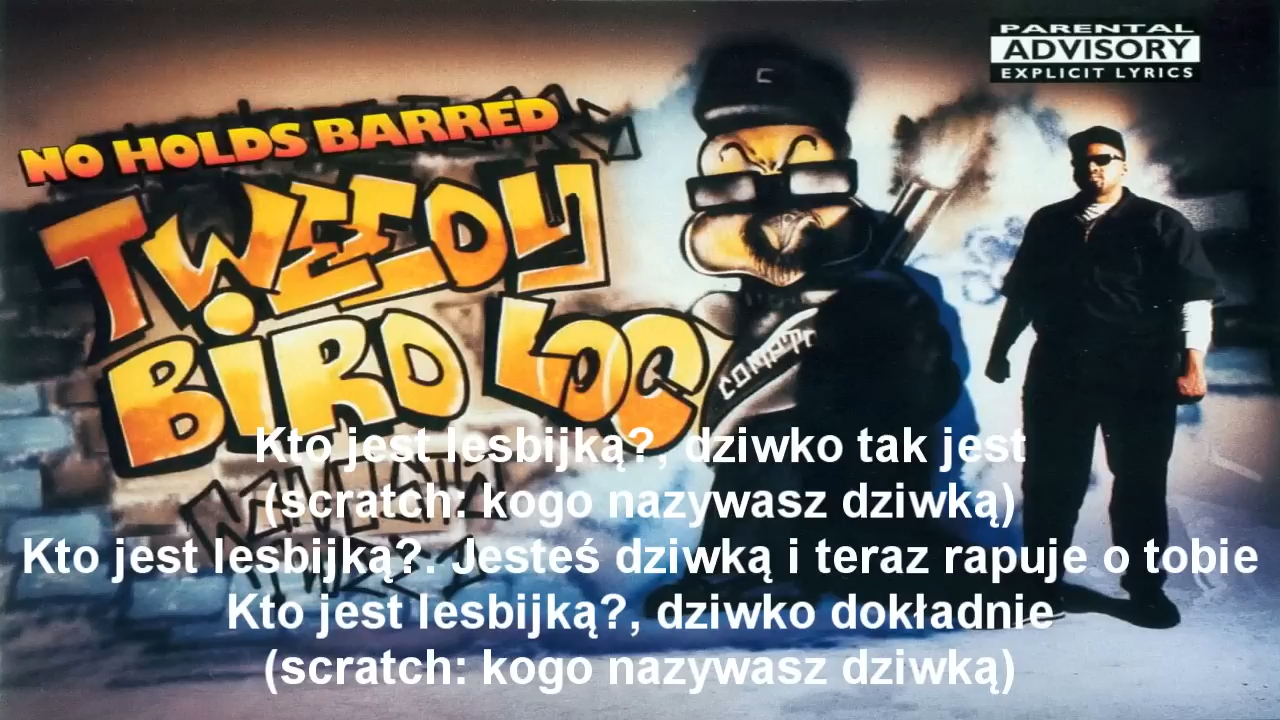 PARENTAL
ADVISORY
EXPLICIT LYRICS
NO HOLDS BARRED
TWEEDY
BiRD LOC
C
COMPTO
Kto jest lesbijką?, dziwko tak jest
(scratch: kogo nazywasz dziwką)
Kto jest lesbijką?. Jesteś dziwką i teraz rapuje o tobie
Kto jest lesbijką?, dziwko dokładnie
(scratch: kogo nazywasz dziwką)